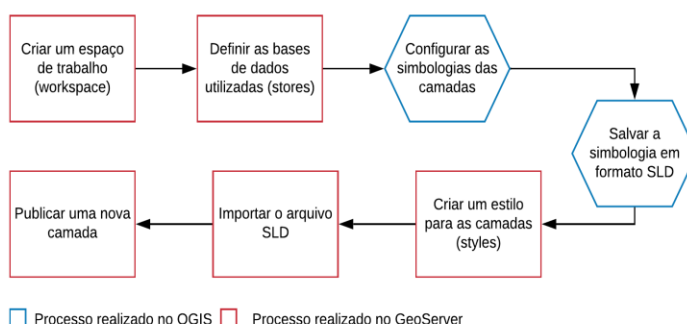 Criar um espaço
de trabalho
(workspace)
Definir as bases
de dados
utilizadas (stores)
Configurar as
simbologias das
camadas
Salvar a
simbologia em
formato SLD
Criar um estilo
para as camadas
(styles)
Importar o arquivo
SLD
Publicar uma nova
camada
Processo realizado no QGIS
Processo realizado no GeoServer